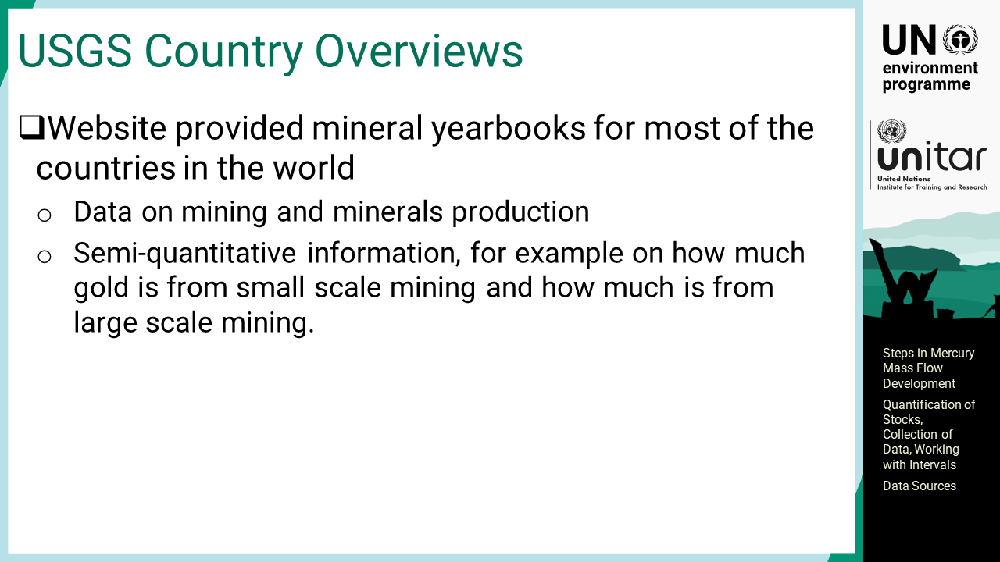 USGS Country Overviews
❑Website provided mineral yearbooks for most of the
countries in the world
o Data on mining and minerals production
o Semi-quantitative information, for example on how much
gold is from small scale mining and how much is from
large scale mining.
UN
environment
programme
unitar
United Nations
Institute for Training and Research
Steps in Mercury
Mass Flow
Development
Quantification of
Stocks,
Collection of
Data, Working
with Intervals
Data Sources